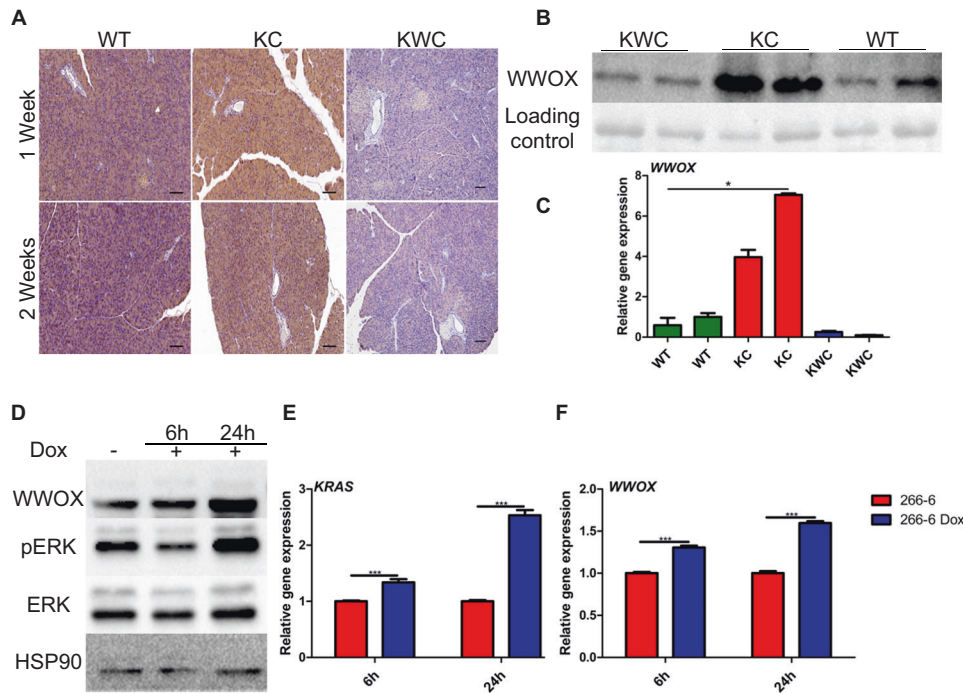 A
WT KC KWC
1 Week
2 Weeks
B
KWC KC WT
WWOX
Loading
control
C
WWOX
Relative gene expression
8
6
4
2
0
*
WT WT KC KC KWC KWC
D
6h 24h
Dox - + +
WWOX
pERK
ERK
HSP90
E
KRAS
Relative gene expression
3
2
1
0
*** ***
6h 24h
F
WWOX
Relative gene expression
2.0
1.5
1.0
0.5
0.0
*** ***
6h 24h
266-6
266-6 Dox